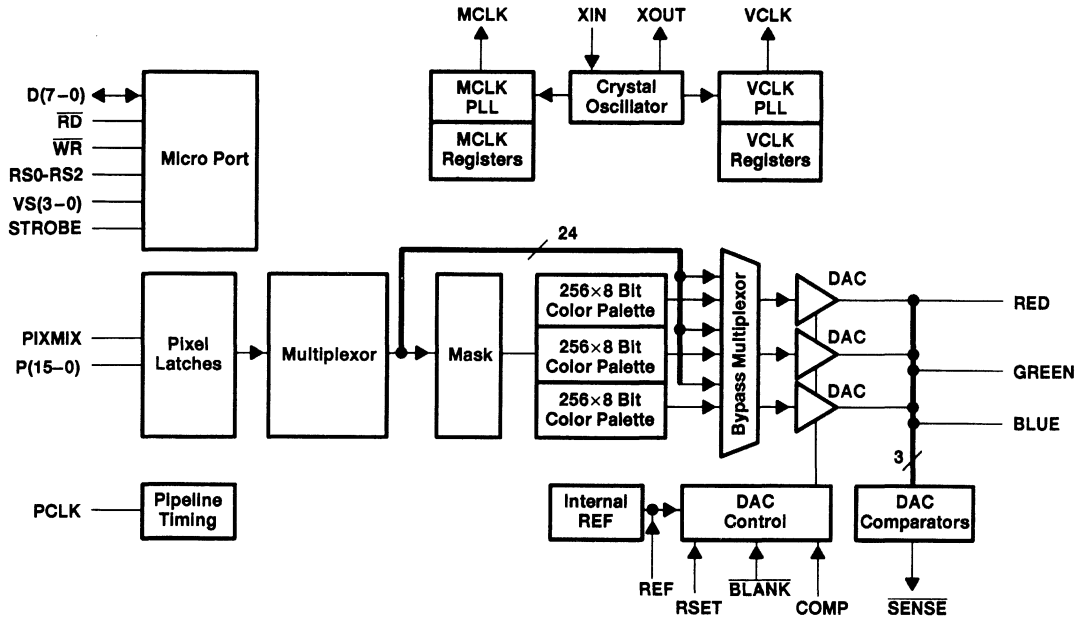 MCLK
XIN
XOUT
VCLK
D(7–0)
RD
WR
RS0-RS2
VS(3–0)
STROBE
Micro Port
MCLK
PLL
MCLK
Registers
Crystal
Oscillator
VCLK
PLL
VCLK
Registers
24
PIXMIX
P(15–0)
Pixel
Latches
Multiplexor
Mask
256×8 Bit
Color Palette
256×8 Bit
Color Palette
256×8 Bit
Color Palette
Bypass Multiplexor
DAC
DAC
DAC
RED
GREEN
BLUE
3
PCLK
Pipeline
Timing
Internal
REF
DAC
Control
DAC
Comparators
REF
RSET
BLANK
COMP
SENSE